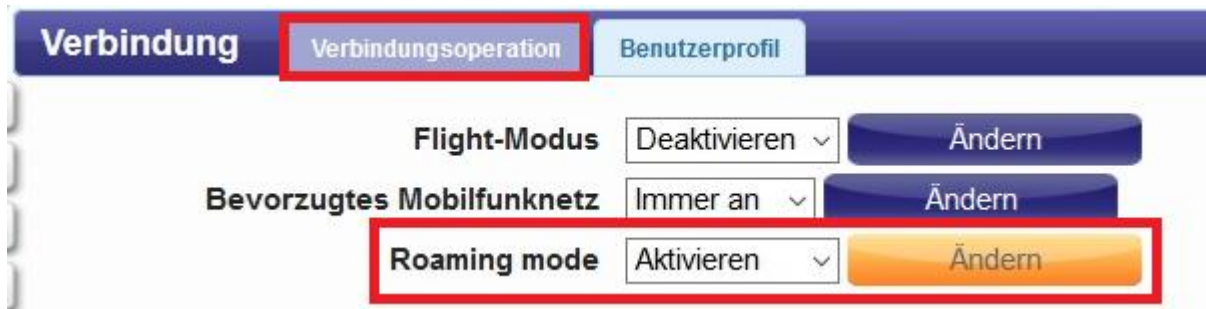 Verbindung Verbindungsoperation Benutzerprofil
Flight-Modus Deaktivieren Ändern
Bevorzugtes Mobilfunknetz Immer an Ändern
Roaming mode Aktivieren Ändern